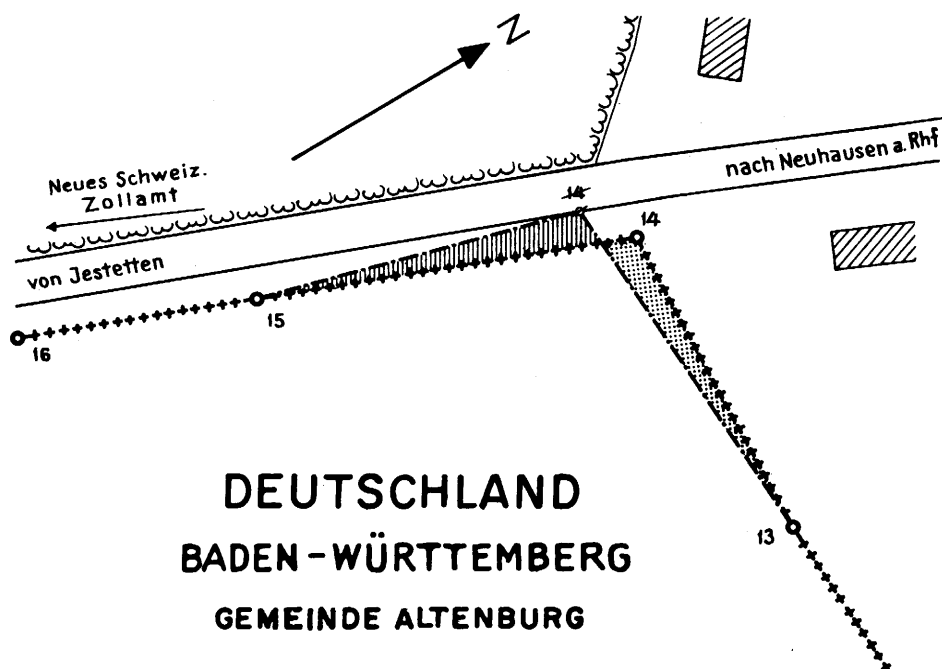 N
Neues Schweiz.
Zollamt
nach Neuhausen a. Rhf
14
14
von Jestetten
15
16
13
DEUTSCHLAND
BADEN-WÜRTTEMBERG
GEMEINDE ALTENBURG